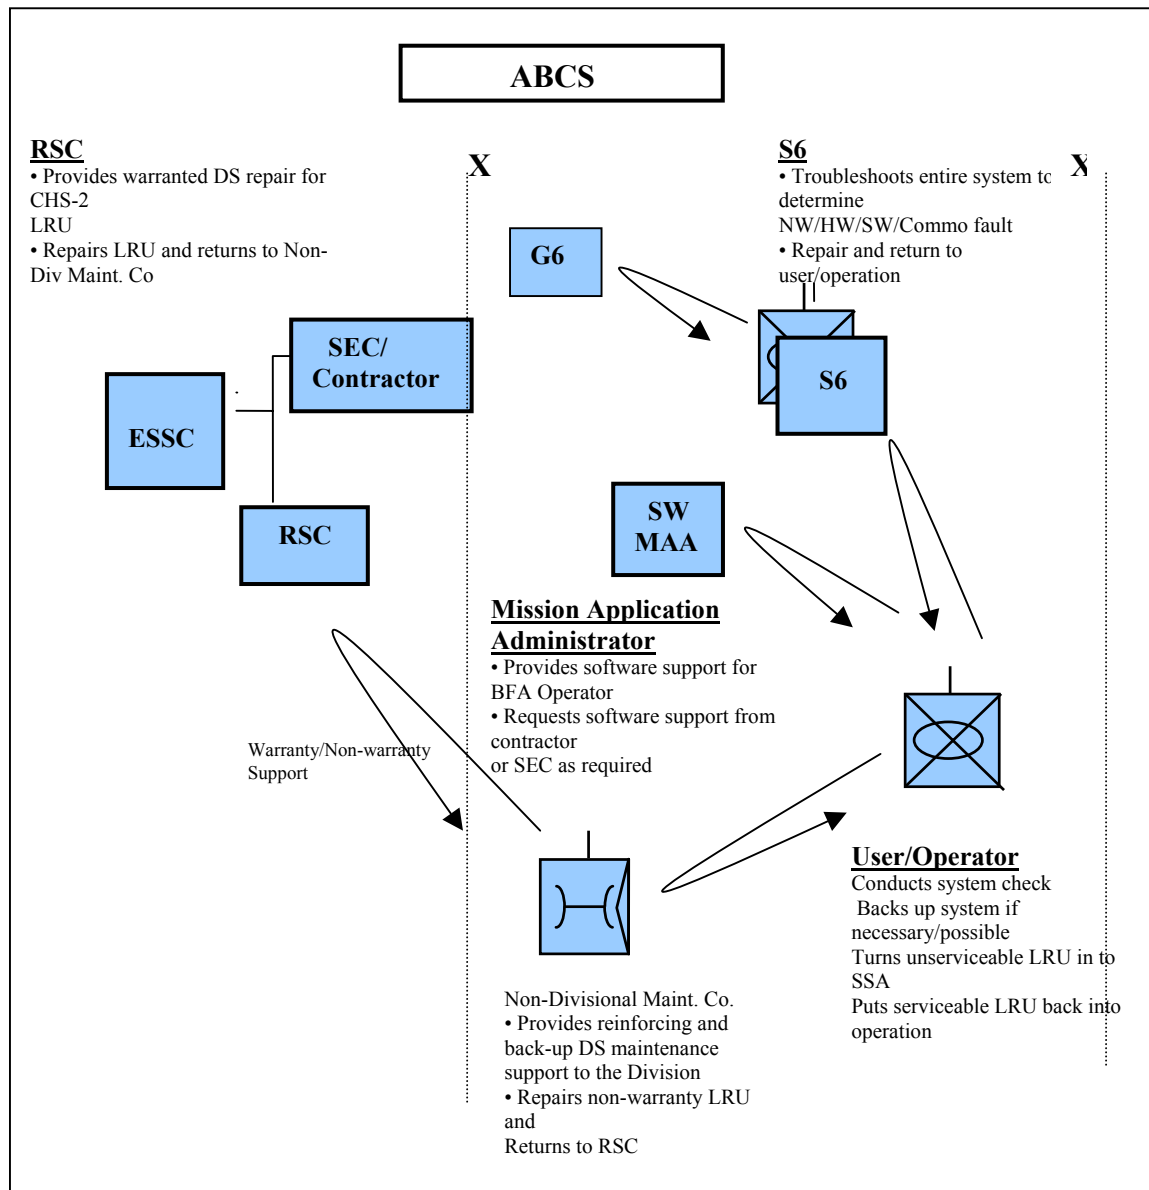 ABCS
RSC
• Provides warranted DS repair for
CHS-2
LRU
• Repairs LRU and returns to Non-
Div Maint. Co
X
S6
• Troubleshoots entire system to
determine
NW/HW/SW/Commo fault
• Repair and return to
user/operation
X
G6
SEC/
Contractor
S6
ESSC
RSC
SW
MAA
Mission Application
Administrator
• Provides software support for
BFA Operator
• Requests software support from
contractor
or SEC as required
Warranty/Non-warranty
Support
User/Operator
Conducts system check
Backs up system if
necessary/possible
Turns unserviceable LRU in to
SSA
Puts serviceable LRU back into
operation
Non-Divisional Maint. Co.
• Provides reinforcing and
back-up DS maintenance
support to the Division
• Repairs non-warranty LRU
and
Returns to RSC